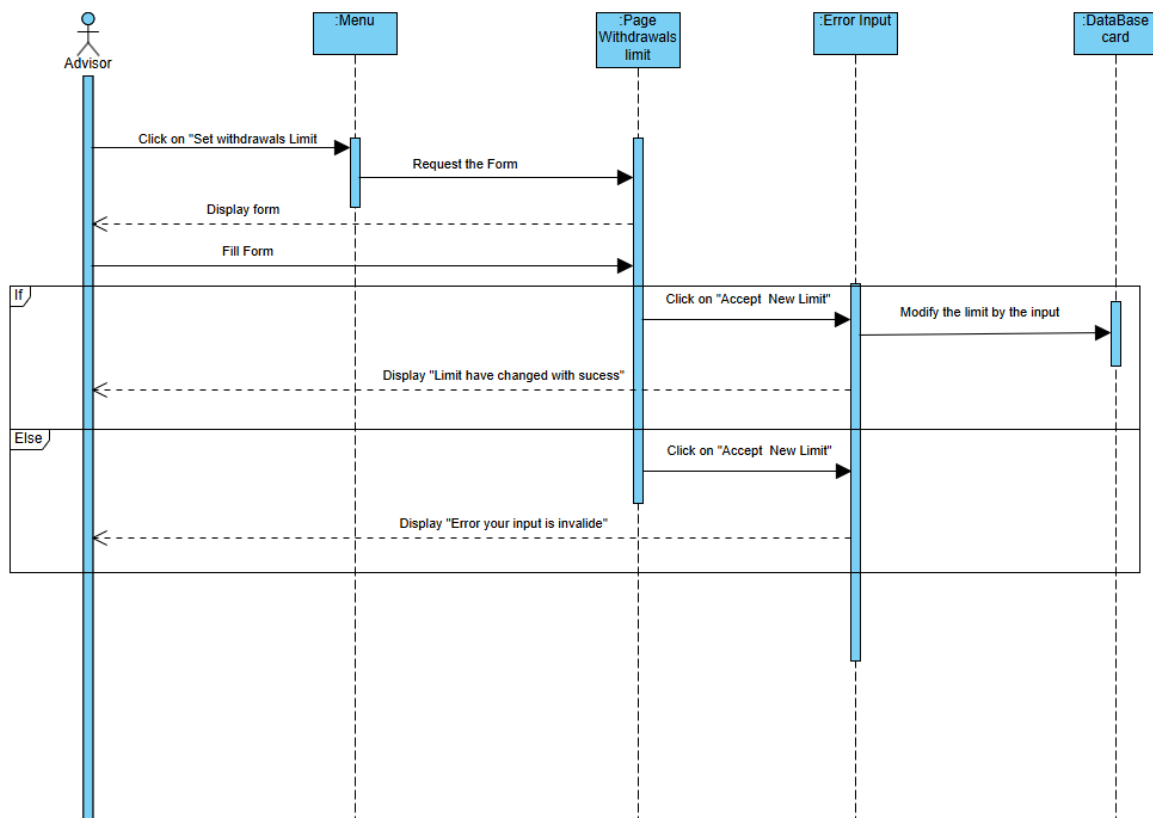 :Menu
:Page
Withdrawals
limit
:Error Input
:DataBase
card
Advisor
Click on "Set withdrawals Limit
Request the Form
Display form
Fill Form
If
Click on "Accept  New Limit"
Modify the limit by the input
Display "Limit have changed with sucess"
Else
Click on "Accept  New Limit"
Display "Error your input is invalide"